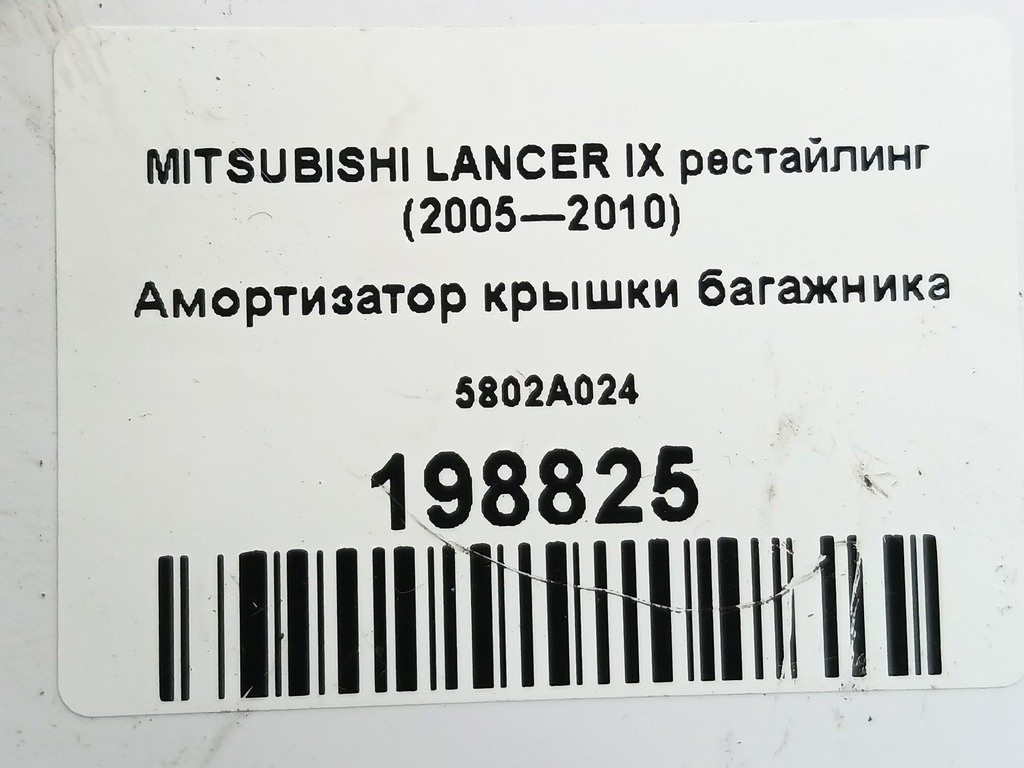 MITSUBISHI LANCER IX рестайлинг
(2005—2010)
Амортизатор крышки багажника
5802A024
198825